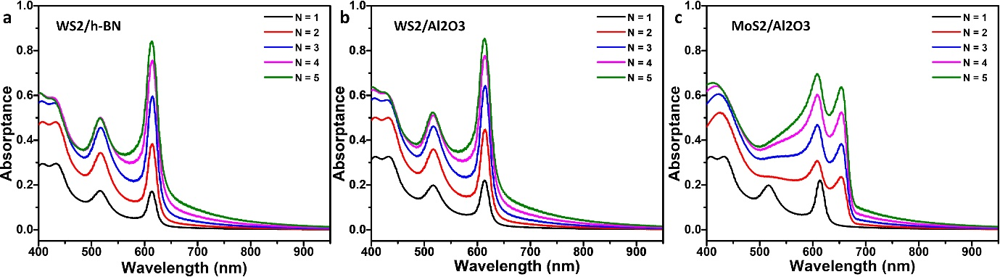 a
WS2/h-BN
N = 1
N = 2
N = 3
N = 4
N = 5
1.0
0.8
0.6
0.4
0.2
0.0
Absorptance
400 500 600 700 800 900
Wavelength (nm)
b
WS2/Al2O3
N = 1
N = 2
N = 3
N = 4
N = 5
1.0
0.8
0.6
0.4
0.2
0.0
Absorptance
400 500 600 700 800 900
Wavelength (nm)
c
MoS2/Al2O3
N = 1
N = 2
N = 3
N = 4
N = 5
1.0
0.8
0.6
0.4
0.2
0.0
Absorptance
400 500 600 700 800 900
Wavelength (nm)